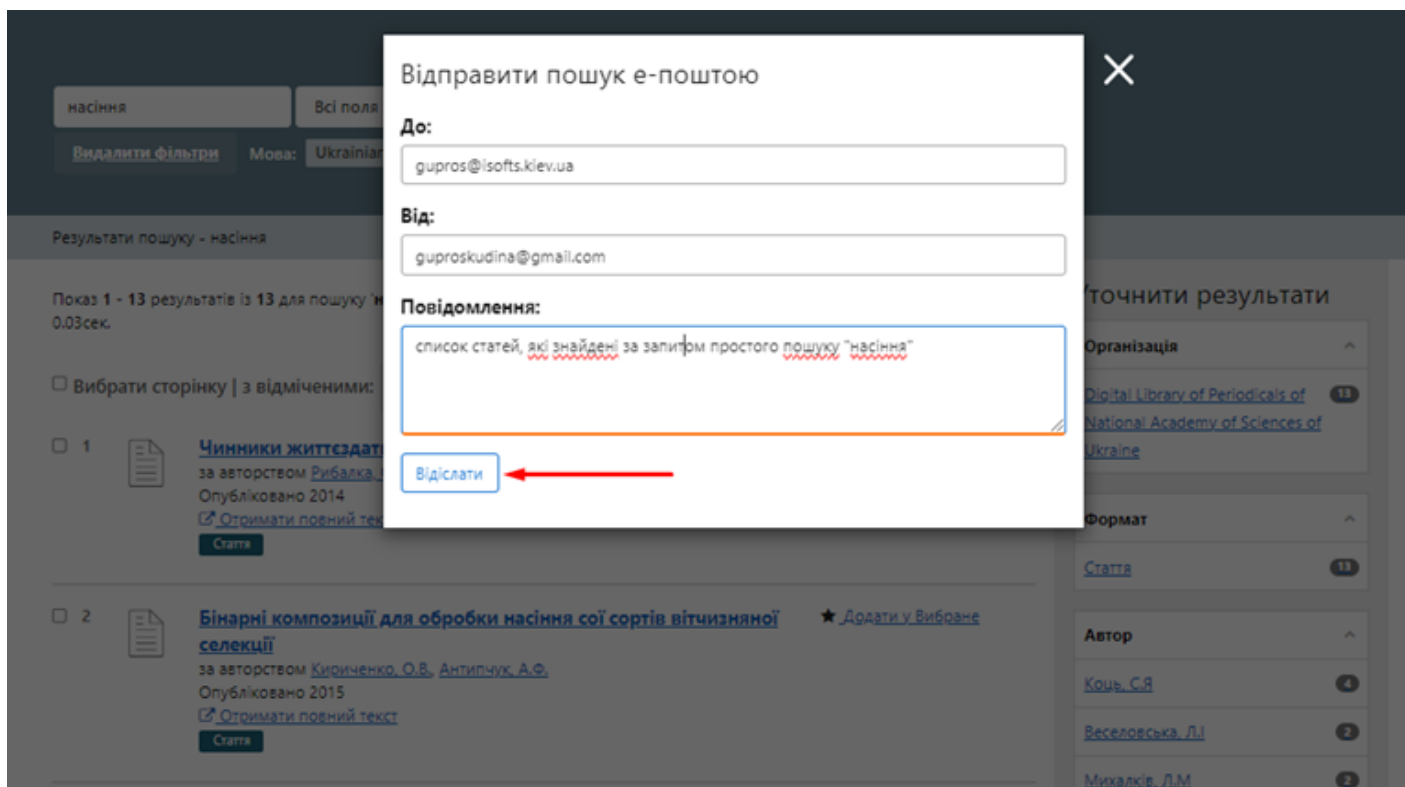 Відправити пошук е-поштою
До:
gupros@isofts.kiev.ua
Від:
guproskudina@gmail.com
Повідомлення:
список статей, які знайдені за запитом простого пошуку "насіння"
Відіслати
насіння
Всі поля
Видалити фільтри
Мова:
Ukrainian
Результати пошуку - насіння
Показ 1 - 13 результатів із 13 для пошуку
0.03сек.
Вибрати сторінку | з відміченими:
1
Чинники
за авторством Рибалка,
Опубліковано 2014
Отримати повний
Стаття
2
Бінарні композиції для обробки насіння сої сортів вітчизняної
селекції
за авторством Кириченко, О.В., Антипчук, А.Ф.
Опубліковано 2015
Отримати повний текст
Стаття
Додати у Вибране
результати
Організація
Digital Library of Periodicals of
National Academy of Sciences of
Ukraine
13
Формат
Стаття 13
Автор
Коць, С.Я 4
Веселовська, Л.І 2
Михалків, Л.М 2